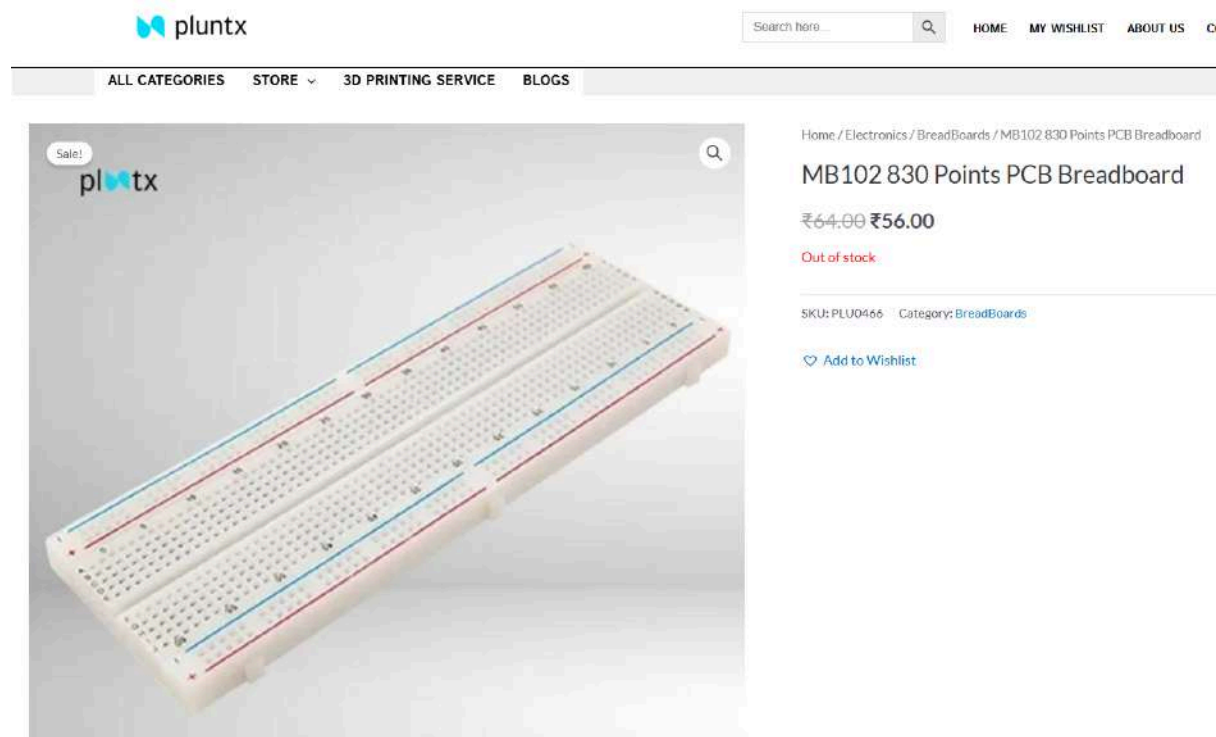 pluntx
Search here...
HOME MY WISHLIST ABOUT US
ALL CATEGORIES STORE 3D PRINTING SERVICE BLOGS
Sale!
pluntx
Home / Electronics / BreadBoards / MB102 830 Points PCB Breadboard
MB102 830 Points PCB Breadboard
₹64.00 ₹56.00
Out of stock
SKU: PLU0466 Category: BreadBoards
Add to Wishlist